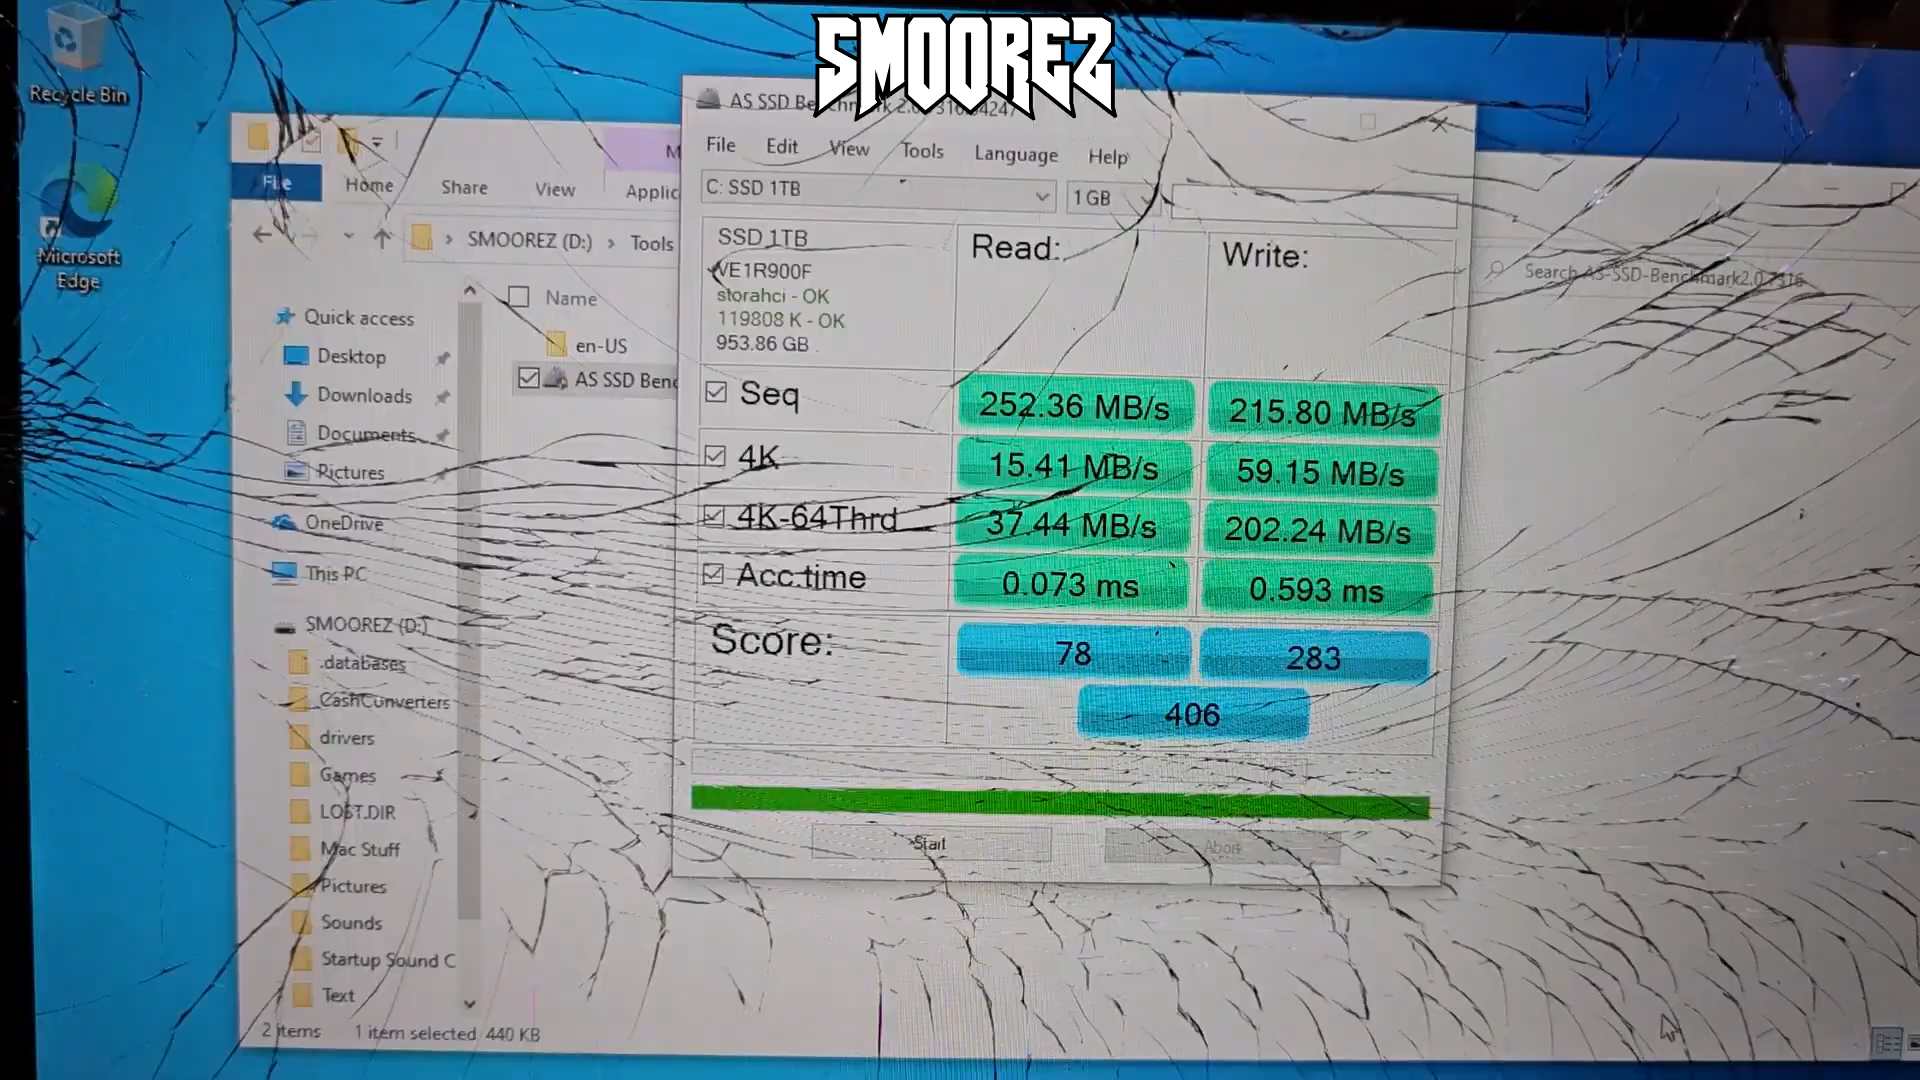 SMOOREZ
Recycle Bin
Microsoft
Edge
File
Home
Share
View
SMOOREZ (D:)
Tools
Name
Quick access
Desktop
Downloads
Documents
Pictures
OneDrive
This PC
SMOOREZ (D:)
.databases
CashConverters
drivers
Games
LOST.DIR
Mac Stuff
Pictures
Sounds
Startup Sound C
Text
en-US
AS SSD Benc
2 items
1 item selected 440 KB
File
Edit
View
Tools
Language
Help
C: SSD 1TB
1 GB
SSD 1TB
VE1R900F
storahci - OK
119808 K - OK
953.86 GB
Read:
Write:
Seq
252.36 MB/s
215.80 MB/s
4K
15.41 MB/s
59.15 MB/s
4K-64Thrd
37.44 MB/s
202.24 MB/s
Acc.time
0.073 ms
0.593 ms
Score:
78
283
406
Start
Abort
Search AS-SSD-Benchmark2.0.7316